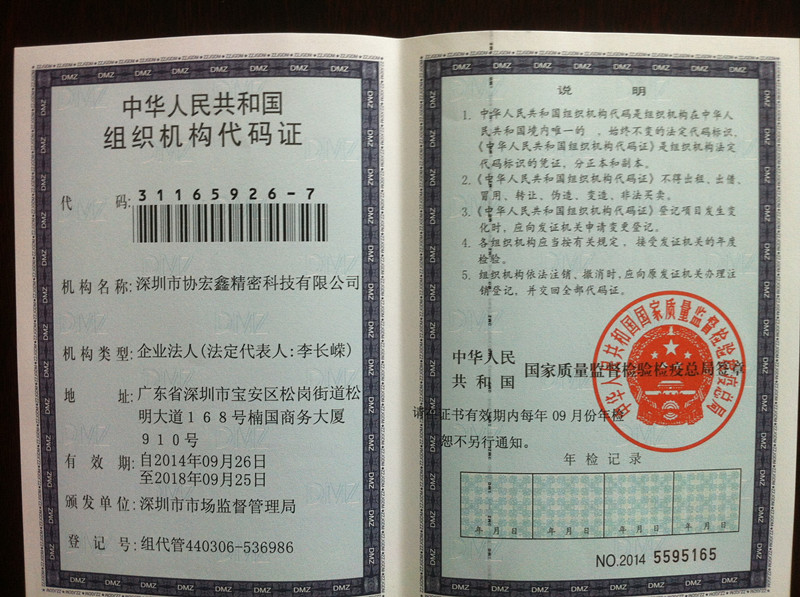 中华人民共和国
组织机构代码证
代 码: 31165926-7
机构名称: 深圳市协宏鑫精密科技有限公司
机构类型: 企业法人(法定代表人:李长嵘)
地 址: 广东省深圳市宝安区松岗街道松
明大道168号楠国商务大厦
910号
有 效 期: 自2014年09月26日
至2018年09月25日
颁发单位: 深圳市市场监督管理局
登 记 号: 组代管440306-536986
说 明
1. 中华人民共和国组织机构代码是组织机构在中华人
民共和国境内唯一的 、始终不变的法定代码标识,
《中华人民共和国组织机构代码证》是组织机构法定
代码标识的凭证,分正本和副本。
2.《中华人民共和国组织机构代码证》不得出租、出借、
冒用、转让、伪造、变造、非法买卖。
3.《中华人民共和国组织机构代码证》登记项目发生变
化时,应向发证机关申请变更登记。
4. 各组织机构应当按有关规定 、接受发证机关的年度
检验。
5. 组织机构依法注销、撤消时,应向原发证机关办理注
销登记,并交回全部代码证。
中华人民
共和国 国家质量监督检验检疫总局签章
中华人民共和国国家质量监督检验检疫总局
请在证书有效期内每年09月份年检
恕不另行通知。
年 检 记 录
年 月 日 年 月 日 年 月 日 年 月 日
NO.2014 5595165